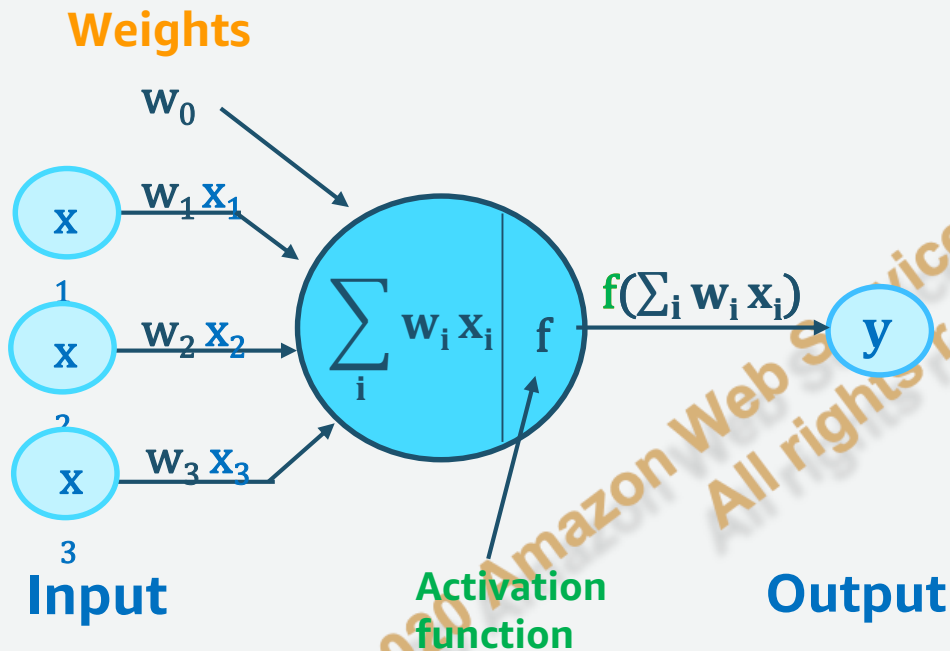 Weights
w₀
w₁ x₁
x
1
w₂ x₂
x
2
w₃ x₃
x
3
∑ᵢ wᵢ xᵢ
f
f(∑ᵢ wᵢ xᵢ)
y
Input
Activation
function
Output
Amazon Web
All rights